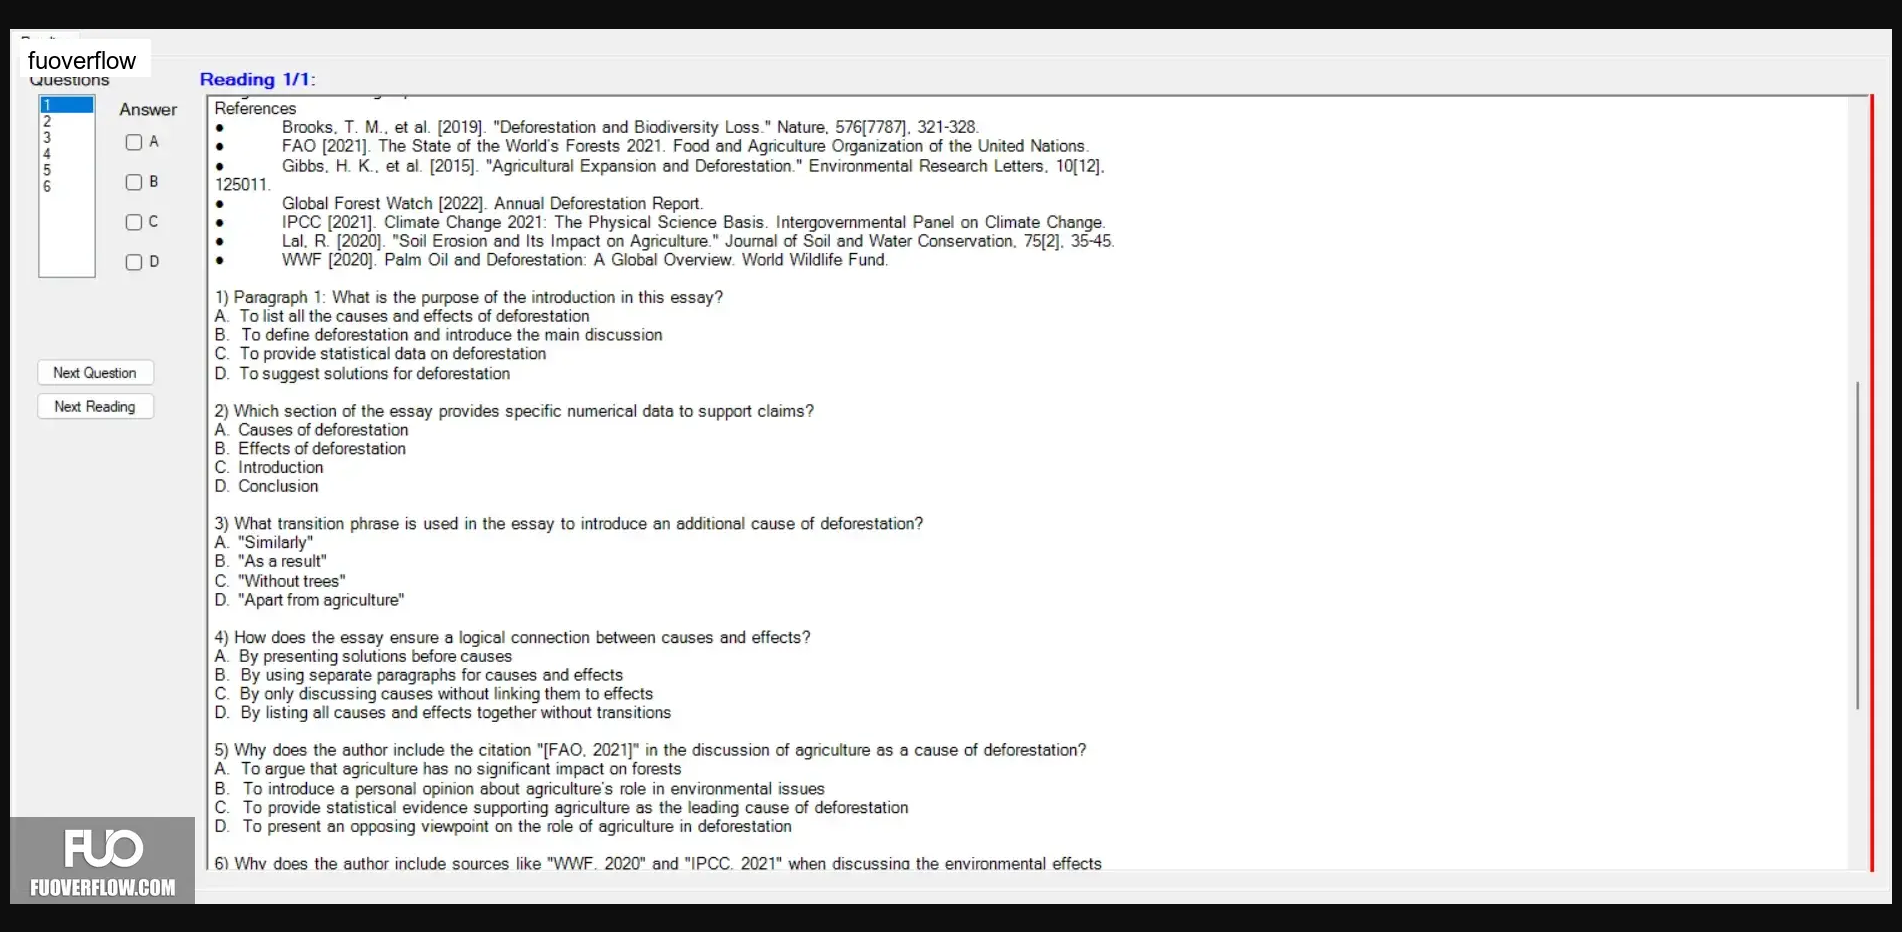 fuoverflow
Questions
Reading 1/1:
1
2
3
4
5
6
Answer
A
B
C
D
Next Question
Next Reading
References
● Brooks, T. M., et al. [2019]. "Deforestation and Biodiversity Loss." Nature, 576[7787], 321-328.
● FAO [2021]. The State of the World's Forests 2021. Food and Agriculture Organization of the United Nations.
● Gibbs, H. K., et al. [2015]. "Agricultural Expansion and Deforestation." Environmental Research Letters, 10[12],
125011.
● Global Forest Watch [2022]. Annual Deforestation Report.
● IPCC [2021]. Climate Change 2021: The Physical Science Basis. Intergovernmental Panel on Climate Change.
● Lal, R. [2020]. "Soil Erosion and Its Impact on Agriculture." Journal of Soil and Water Conservation, 75[2], 35-45.
● WWF [2020]. Palm Oil and Deforestation: A Global Overview. World Wildlife Fund.
1) Paragraph 1: What is the purpose of the introduction in this essay?
A. To list all the causes and effects of deforestation
B. To define deforestation and introduce the main discussion
C. To provide statistical data on deforestation
D. To suggest solutions for deforestation
2) Which section of the essay provides specific numerical data to support claims?
A. Causes of deforestation
B. Effects of deforestation
C. Introduction
D. Conclusion
3) What transition phrase is used in the essay to introduce an additional cause of deforestation?
A. "Similarly"
B. "As a result"
C. "Without trees"
D. "Apart from agriculture"
4) How does the essay ensure a logical connection between causes and effects?
A. By presenting solutions before causes
B. By using separate paragraphs for causes and effects
C. By only discussing causes without linking them to effects
D. By listing all causes and effects together without transitions
5) Why does the author include the citation "[FAO, 2021]" in the discussion of agriculture as a cause of deforestation?
A. To argue that agriculture has no significant impact on forests
B. To introduce a personal opinion about agriculture's role in environmental issues
C. To provide statistical evidence supporting agriculture as the leading cause of deforestation
D. To present an opposing viewpoint on the role of agriculture in deforestation
6) Why does the author include sources like "WWF, 2020" and "IPCC, 2021" when discussing the environmental effects
FUO
FUOVERFLOW.COM